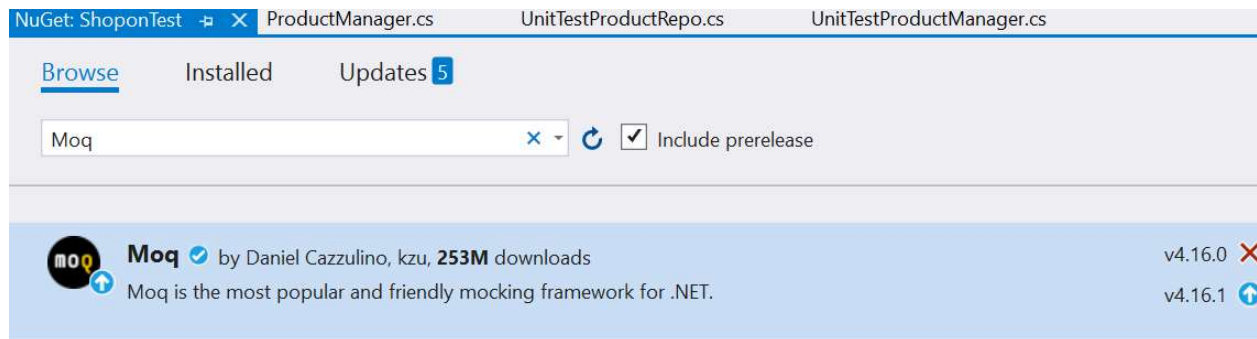 NuGet: ShoponTest ProductManager.cs UnitTestProductRepo.cs UnitTestProductManager.cs
Browse Installed Updates 5
Moq Include prerelease
moq Moq by Daniel Cazzulino, kzu, 253M downloads v4.16.0
Moq is the most popular and friendly mocking framework for .NET. v4.16.1